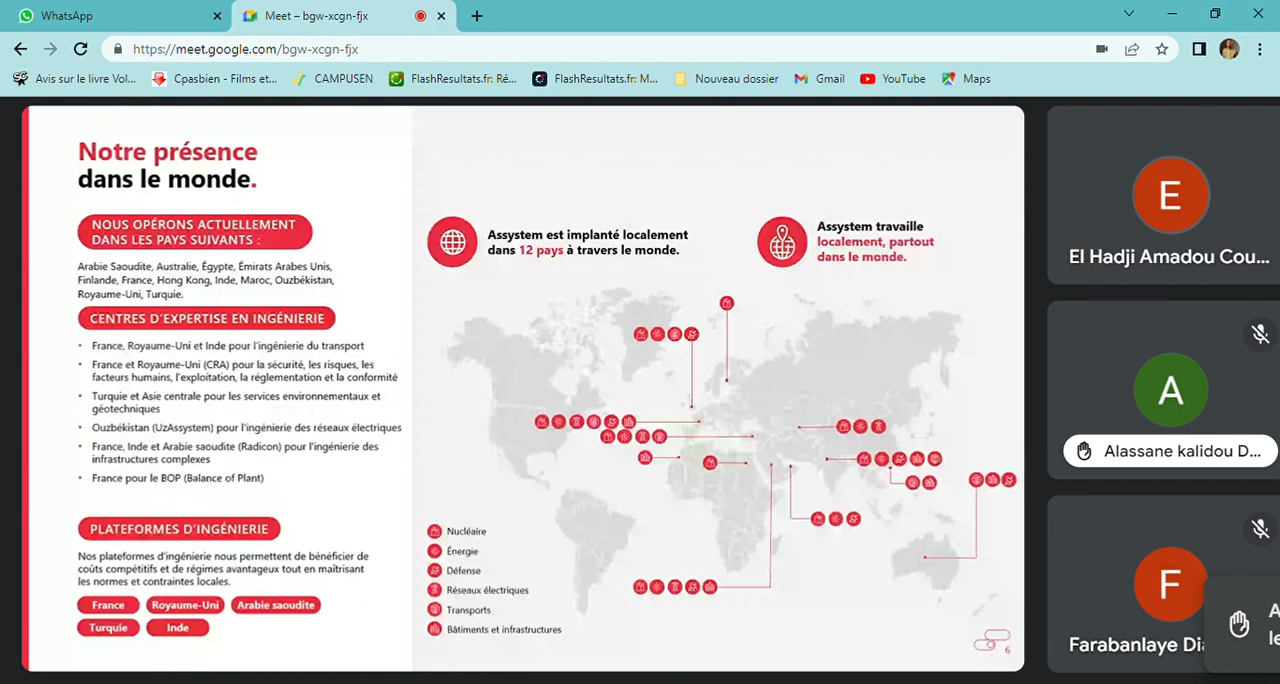 WhatsApp
Meet – bgw-xcgn-fjx
https://meet.google.com/bgw-xcgn-fjx
Avis sur le livre Vol...
Cpasbien - Films et...
CAMPUSEN
FlashResultats.fr: Ré...
FlashResultats.fr: M...
Nouveau dossier
Gmail
YouTube
Maps
Notre présence
dans le monde.
NOUS OPÉRONS ACTUELLEMENT
DANS LES PAYS SUIVANTS :
Arabie Saoudite, Australie, Égypte, Émirats Arabes Unis,
Finlande, France, Hong Kong, Inde, Maroc, Ouzbékistan,
Royaume-Uni, Turquie.
CENTRES D'EXPERTISE EN INGÉNIERIE
• France, Royaume-Uni et Inde pour l'ingénierie du transport
• France et Royaume-Uni (CRA) pour la sécurité, les risques, les
facteurs humains, l'exploitation, la réglementation et la conformité
• Turquie et Asie centrale pour les services environnementaux et
géotechniques
• Ouzbékistan (UzAssystem) pour l'ingénierie des réseaux électriques
• France, Inde et Arabie saoudite (Radicon) pour l'ingénierie des
infrastructures complexes
• France pour le BOP (Balance of Plant)
PLATEFORMES D'INGÉNIERIE
Nos plateformes d'ingénierie nous permettent de bénéficier de
coûts compétitifs et de régimes avantageux tout en maîtrisant
les normes et contraintes locales.
France
Royaume-Uni
Arabie saoudite
Turquie
Inde
Assystem est implanté localement
dans 12 pays à travers le monde.
Assystem travaille
localement, partout
dans le monde.
Nucléaire
Énergie
Défense
Réseaux électriques
Transports
Bâtiments et infrastructures
6
E
El Hadji Amadou Cou...
A
Alassane kalidou D...
F
Farabanlaye Di
A
le